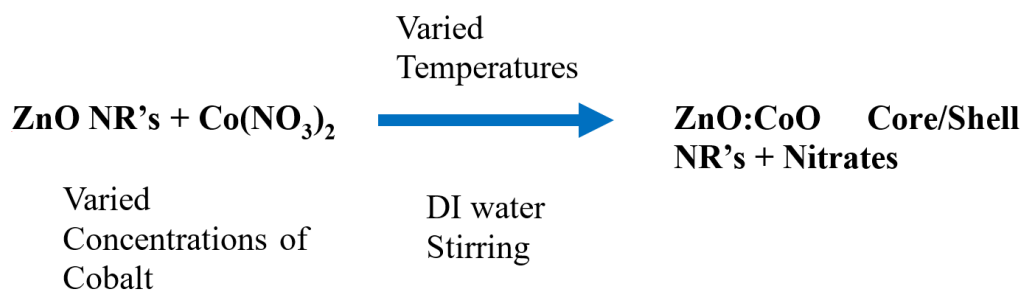 Varied
Temperatures
ZnO NR’s + Co(NO3)2
ZnO:CoO Core/Shell
NR’s + Nitrates
Varied
Concentrations of
Cobalt
DI water
Stirring